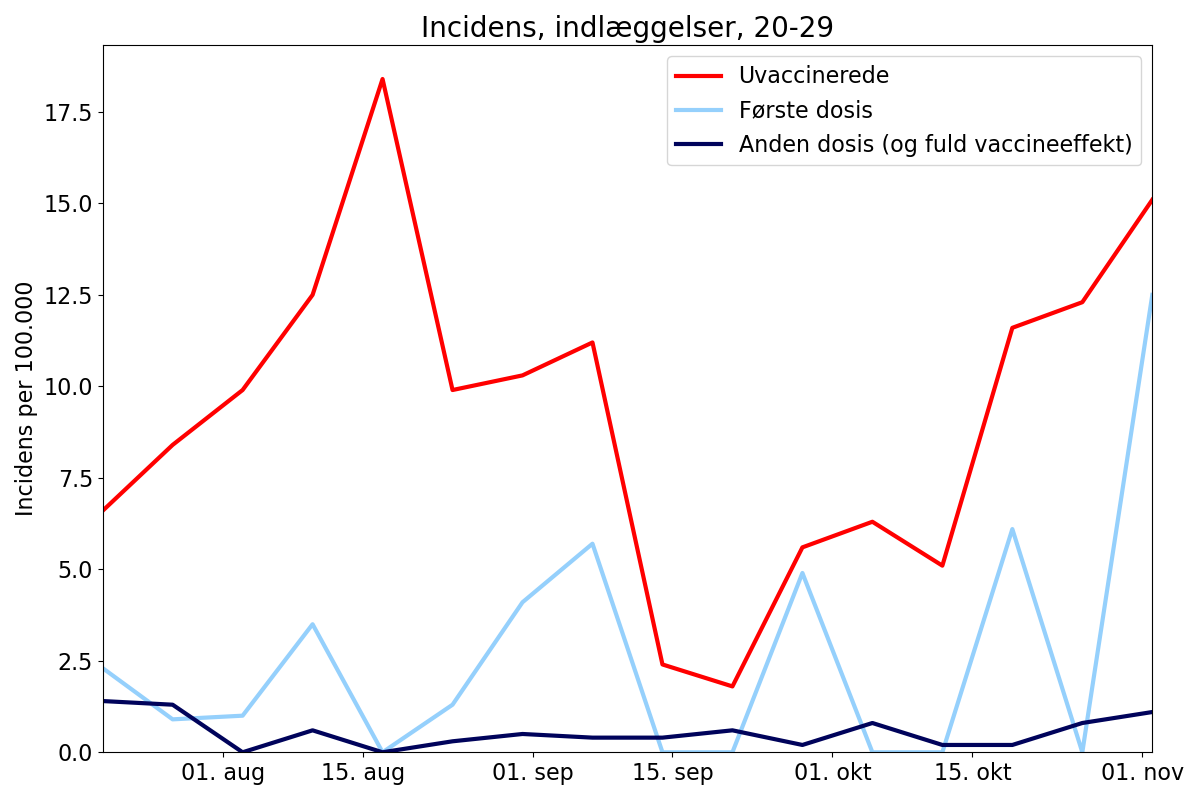 Incidens, indlæggelser, 20-29
Uvaccinerede
Første dosis
Anden dosis (og fuld vaccineeffekt)
Incidens per 100.000
17.5
15.0
12.5
10.0
7.5
5.0
2.5
0.0
01. aug
15. aug
01. sep
15. sep
01. okt
15. okt
01. nov